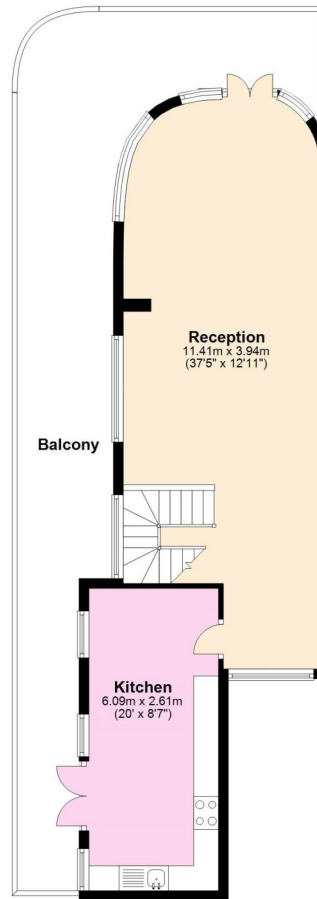 Reception
11.41m x 3.94m
(37'5" x 12'11")
Balcony
Kitchen
6.09m x 2.61m
(20' x 8'7")